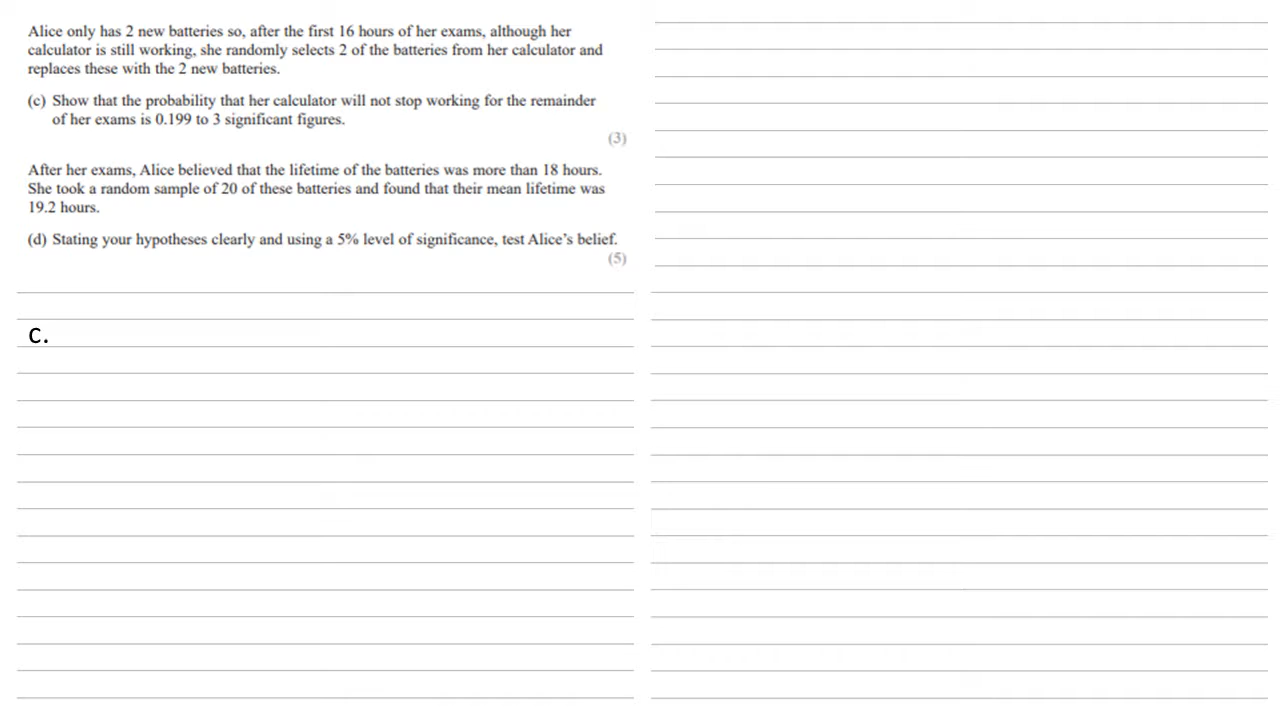 Alice only has 2 new batteries so, after the first 16 hours of her exams, although her
calculator is still working, she randomly selects 2 of the batteries from her calculator and
replaces these with the 2 new batteries.
(c) Show that the probability that her calculator will not stop working for the remainder
of her exams is 0.199 to 3 significant figures.
(3)
After her exams, Alice believed that the lifetime of the batteries was more than 18 hours.
She took a random sample of 20 of these batteries and found that their mean lifetime was
19.2 hours.
(d) Stating your hypotheses clearly and using a 5% level of significance, test Alice's belief.
(5)
c.